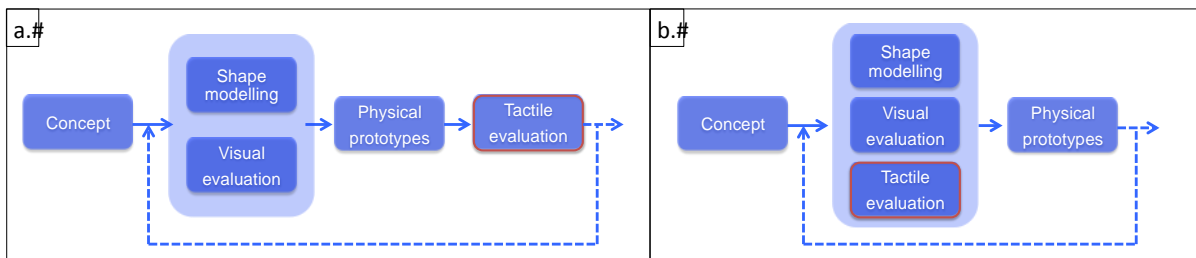 a.#
Concept
Shape
modelling
Visual
evaluation
Physical
prototypes
Tactile
evaluation
b.#
Concept
Shape
modelling
Visual
evaluation
Tactile
evaluation
Physical
prototypes